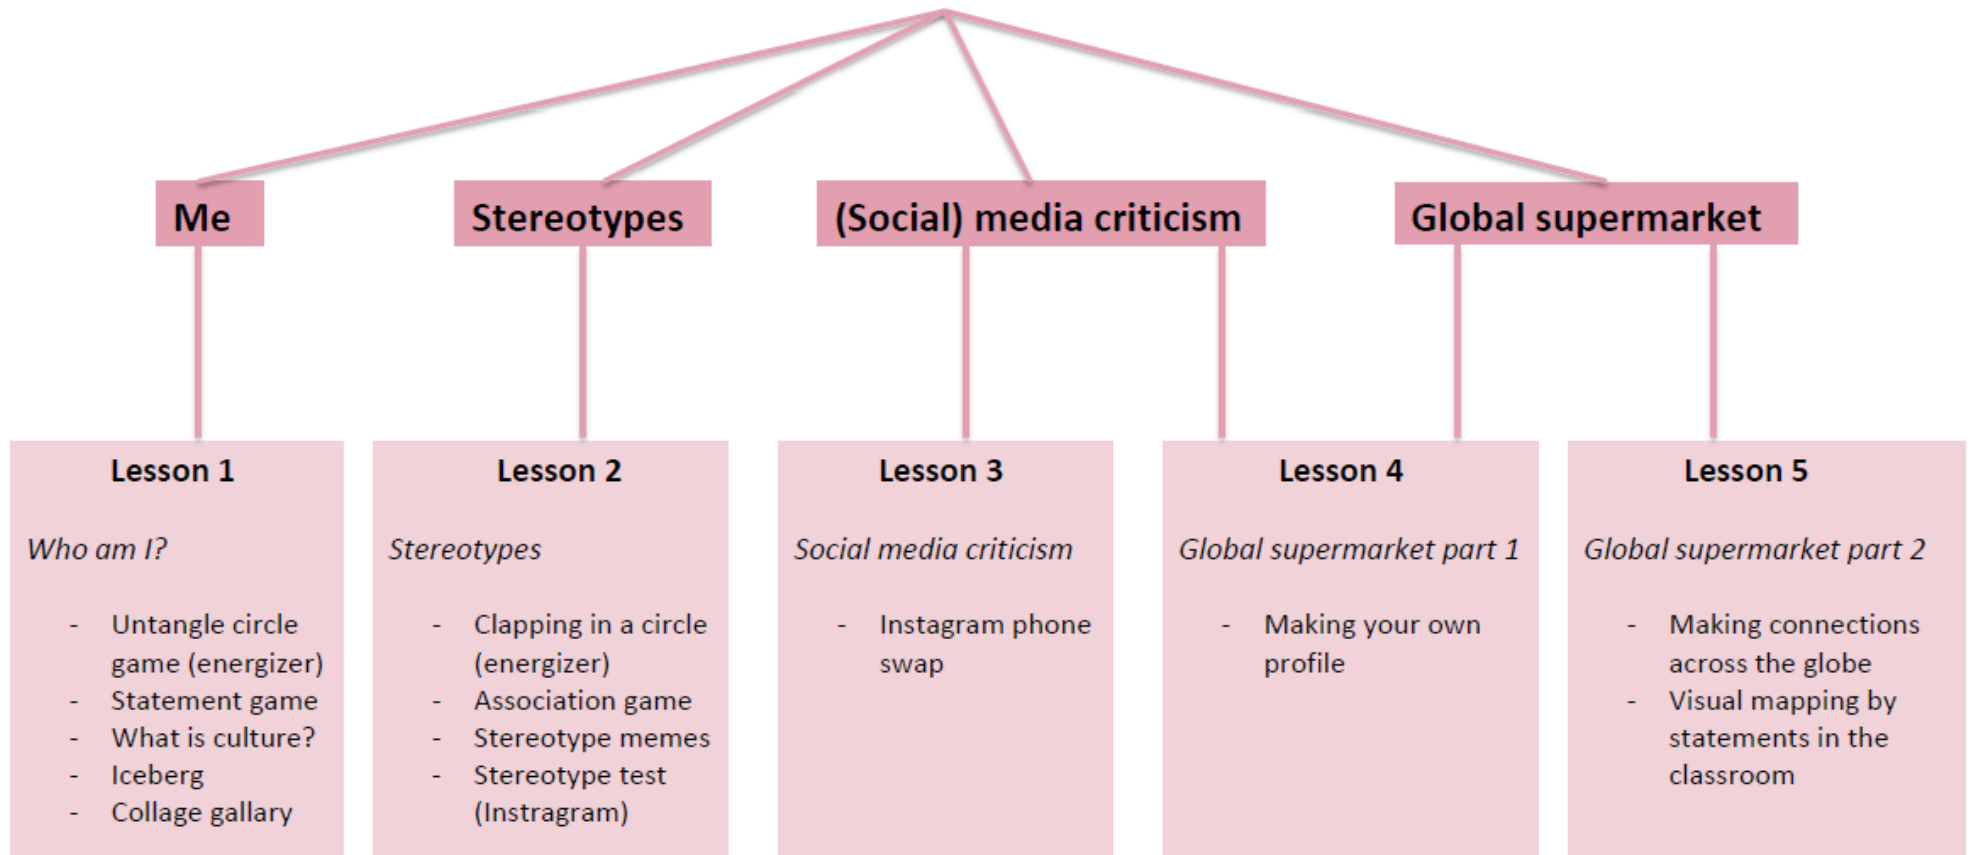 Me
Stereotypes
(Social) media criticism
Global supermarket
Lesson 1
Who am I?
- Untangle circle
game (energizer)
- Statement game
- What is culture?
- Iceberg
- Collage gallary
Lesson 2
Stereotypes
- Clapping in a circle
(energizer)
- Association game
- Stereotype memes
- Stereotype test
(Instragram)
Lesson 3
Social media criticism
- Instagram phone
swap
Lesson 4
Global supermarket part 1
- Making your own
profile
Lesson 5
Global supermarket part 2
- Making connections
across the globe
- Visual mapping by
statements in the
classroom